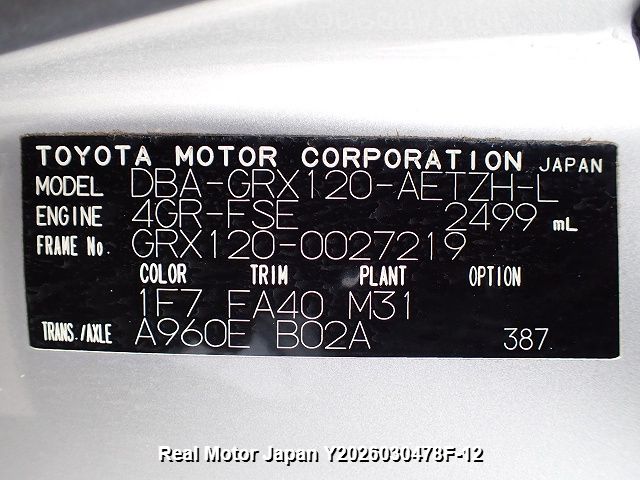 TOYOTA MOTOR CORPORATION JAPAN
MODEL DBA-GRX120-AETZH-L
ENGINE 4GR-FSE 2499 mL
FRAME No GRX120-0027219
COLOR TRIM PLANT OPTION
1F7 FA40 M31
TRANS./AXLE A960E B02A 387
Real Motor Japan Y2026030478F-12